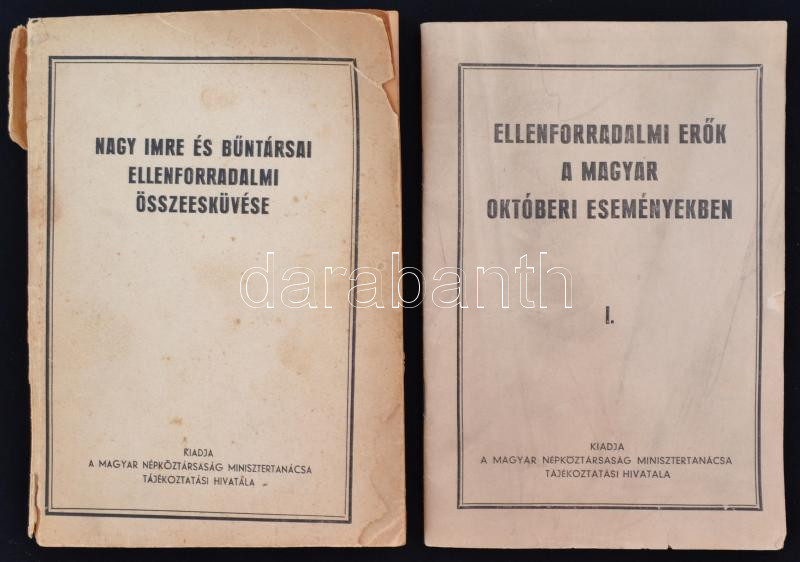 NAGY IMRE ÉS BŰNTÁRSAI
ELLENFORRADALMI
ÖSSZEESKÜVÉSE
KIADJA
A MAGYAR NÉPKÖZTÁRSASÁG MINISZTERTANÁCSA
TÁJÉKOZTATÁSI HIVATALA
ELLENFORRADALMI ERŐK
A MAGYAR
OKTÓBERI ESEMÉNYEKBEN
I.
KIADJA
A MAGYAR NÉPKÖZTÁRSASÁG MINISZTERTANÁCSA
TÁJÉKOZTATÁSI HIVATALA
darabanth